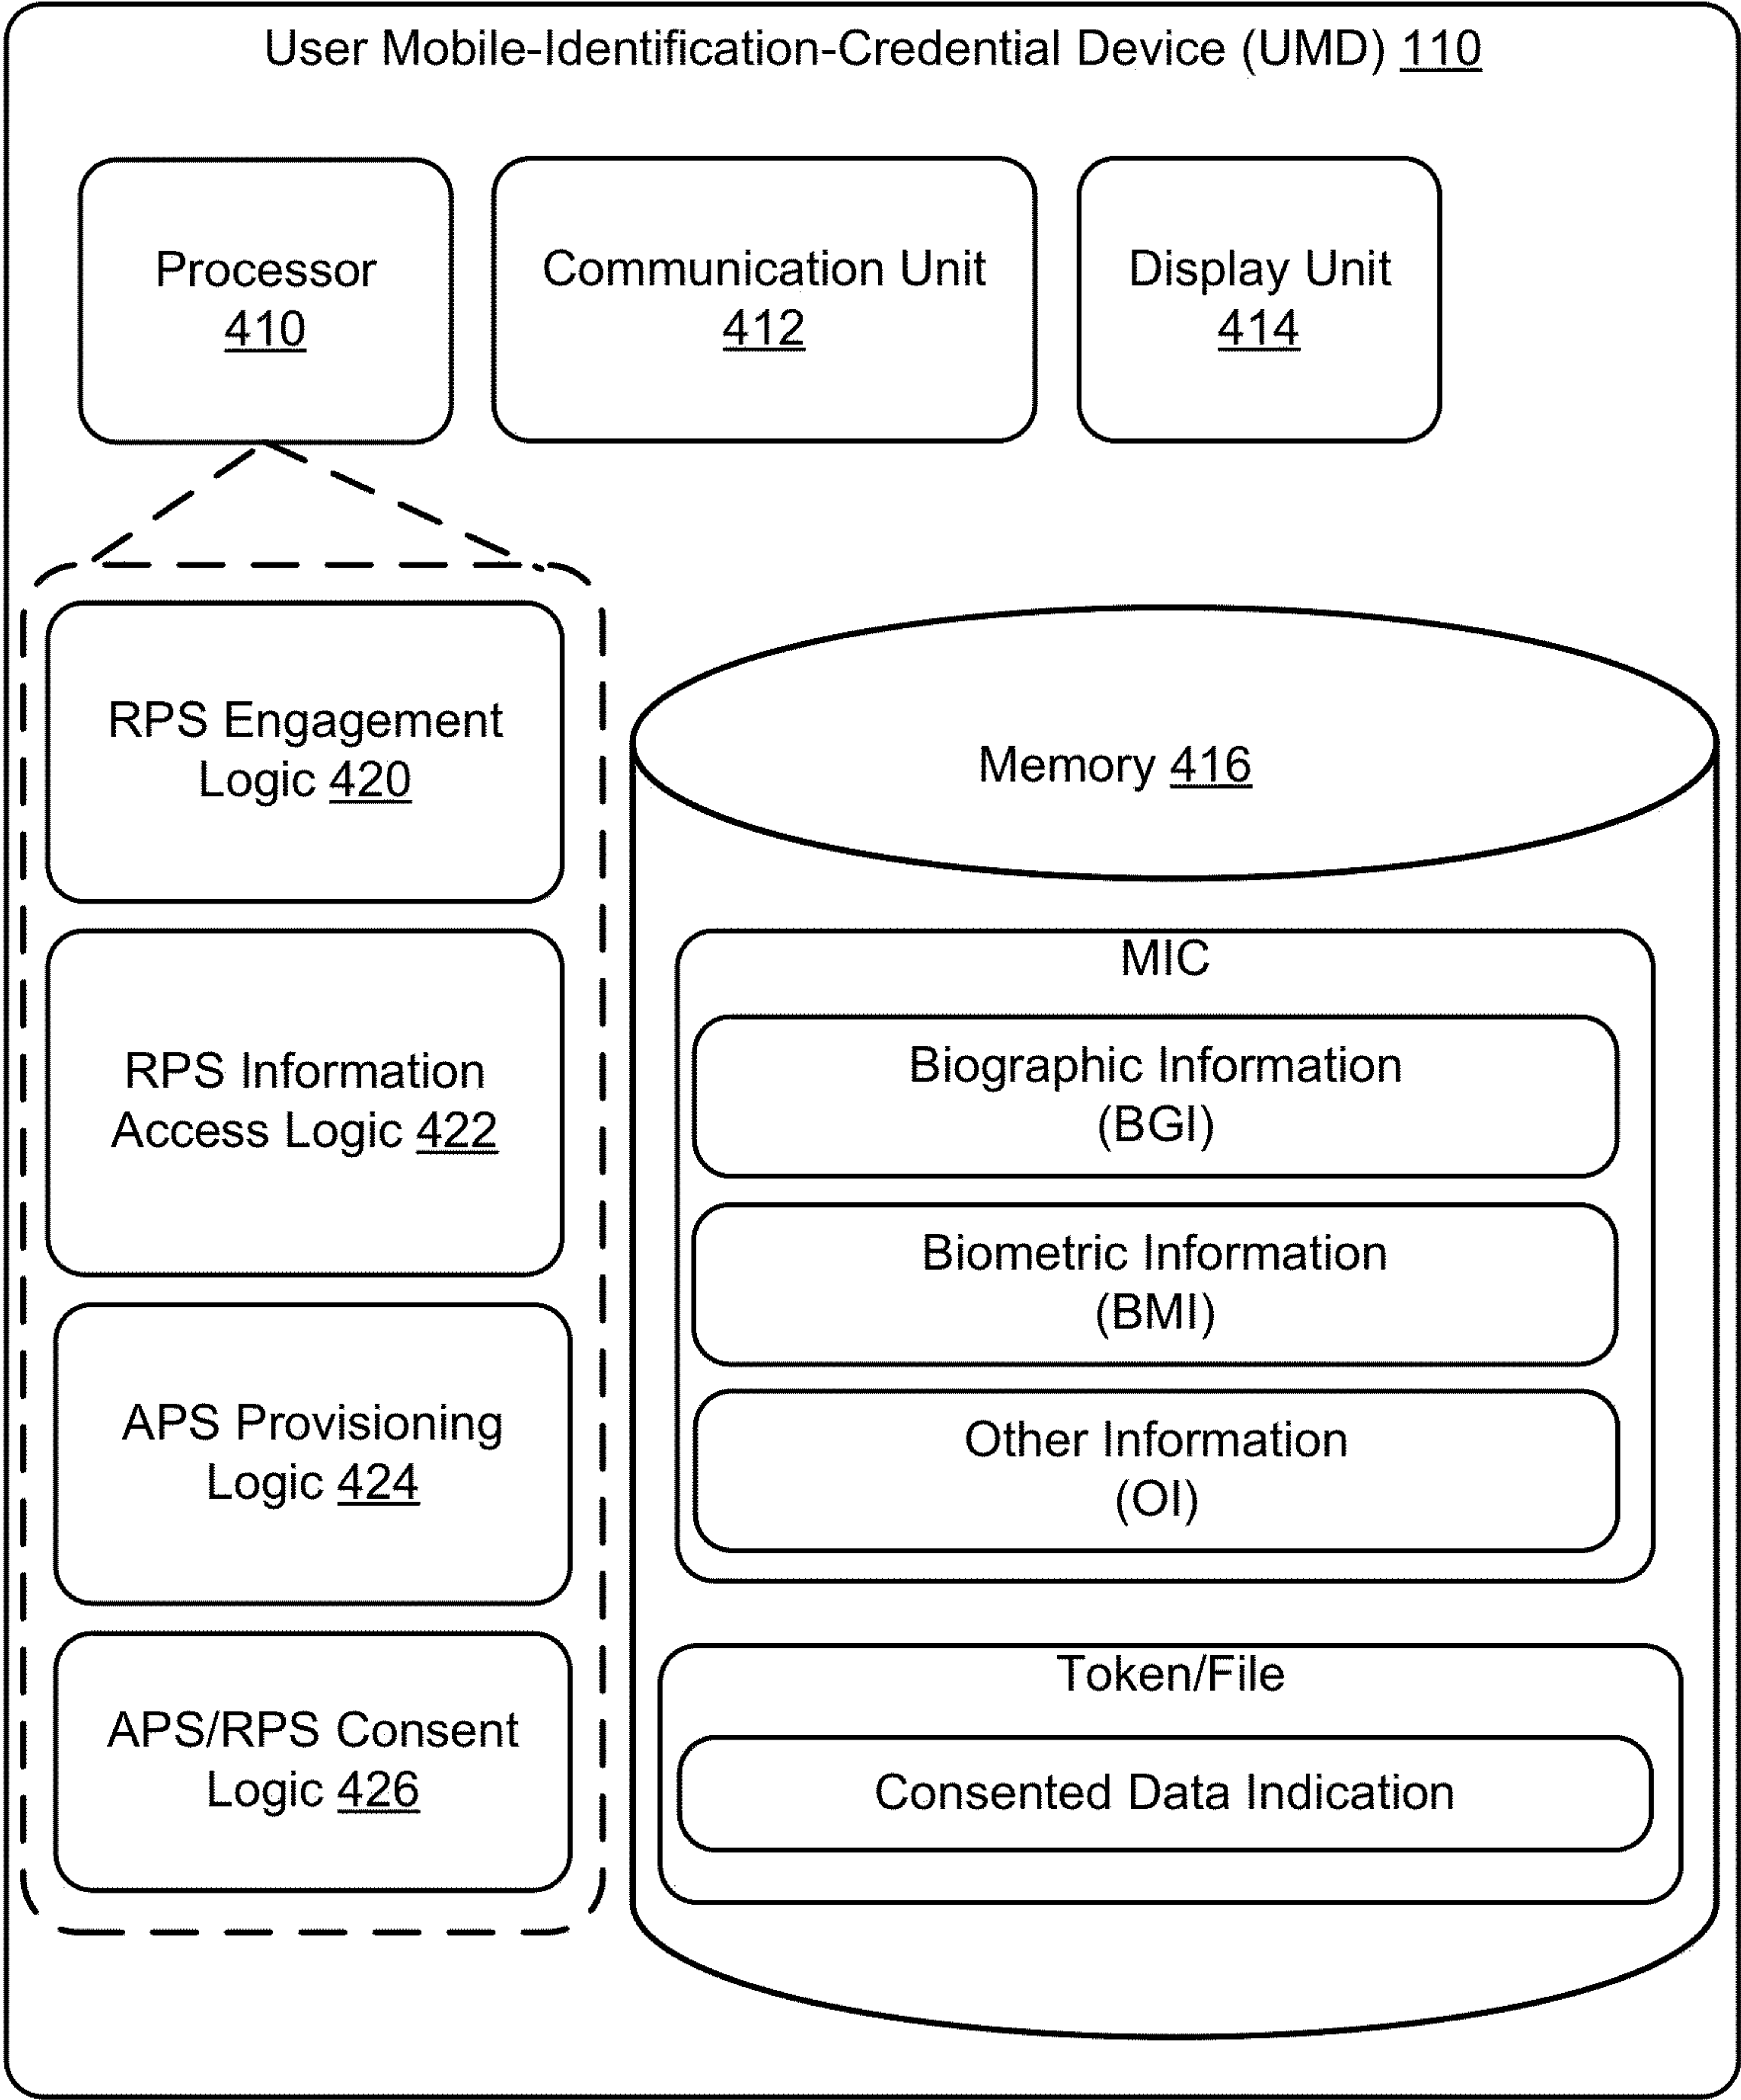 User Mobile-Identification-Credential Device (UMD) 110
Processor
410
Communication Unit
412
Display Unit
414
RPS Engagement
Logic 420
RPS Information
Access Logic 422
APS Provisioning
Logic 424
APS/RPS Consent
Logic 426
Memory 416
MIC
Biographic Information
(BGI)
Biometric Information
(BMI)
Other Information
(OI)
Token/File
Consented Data Indication